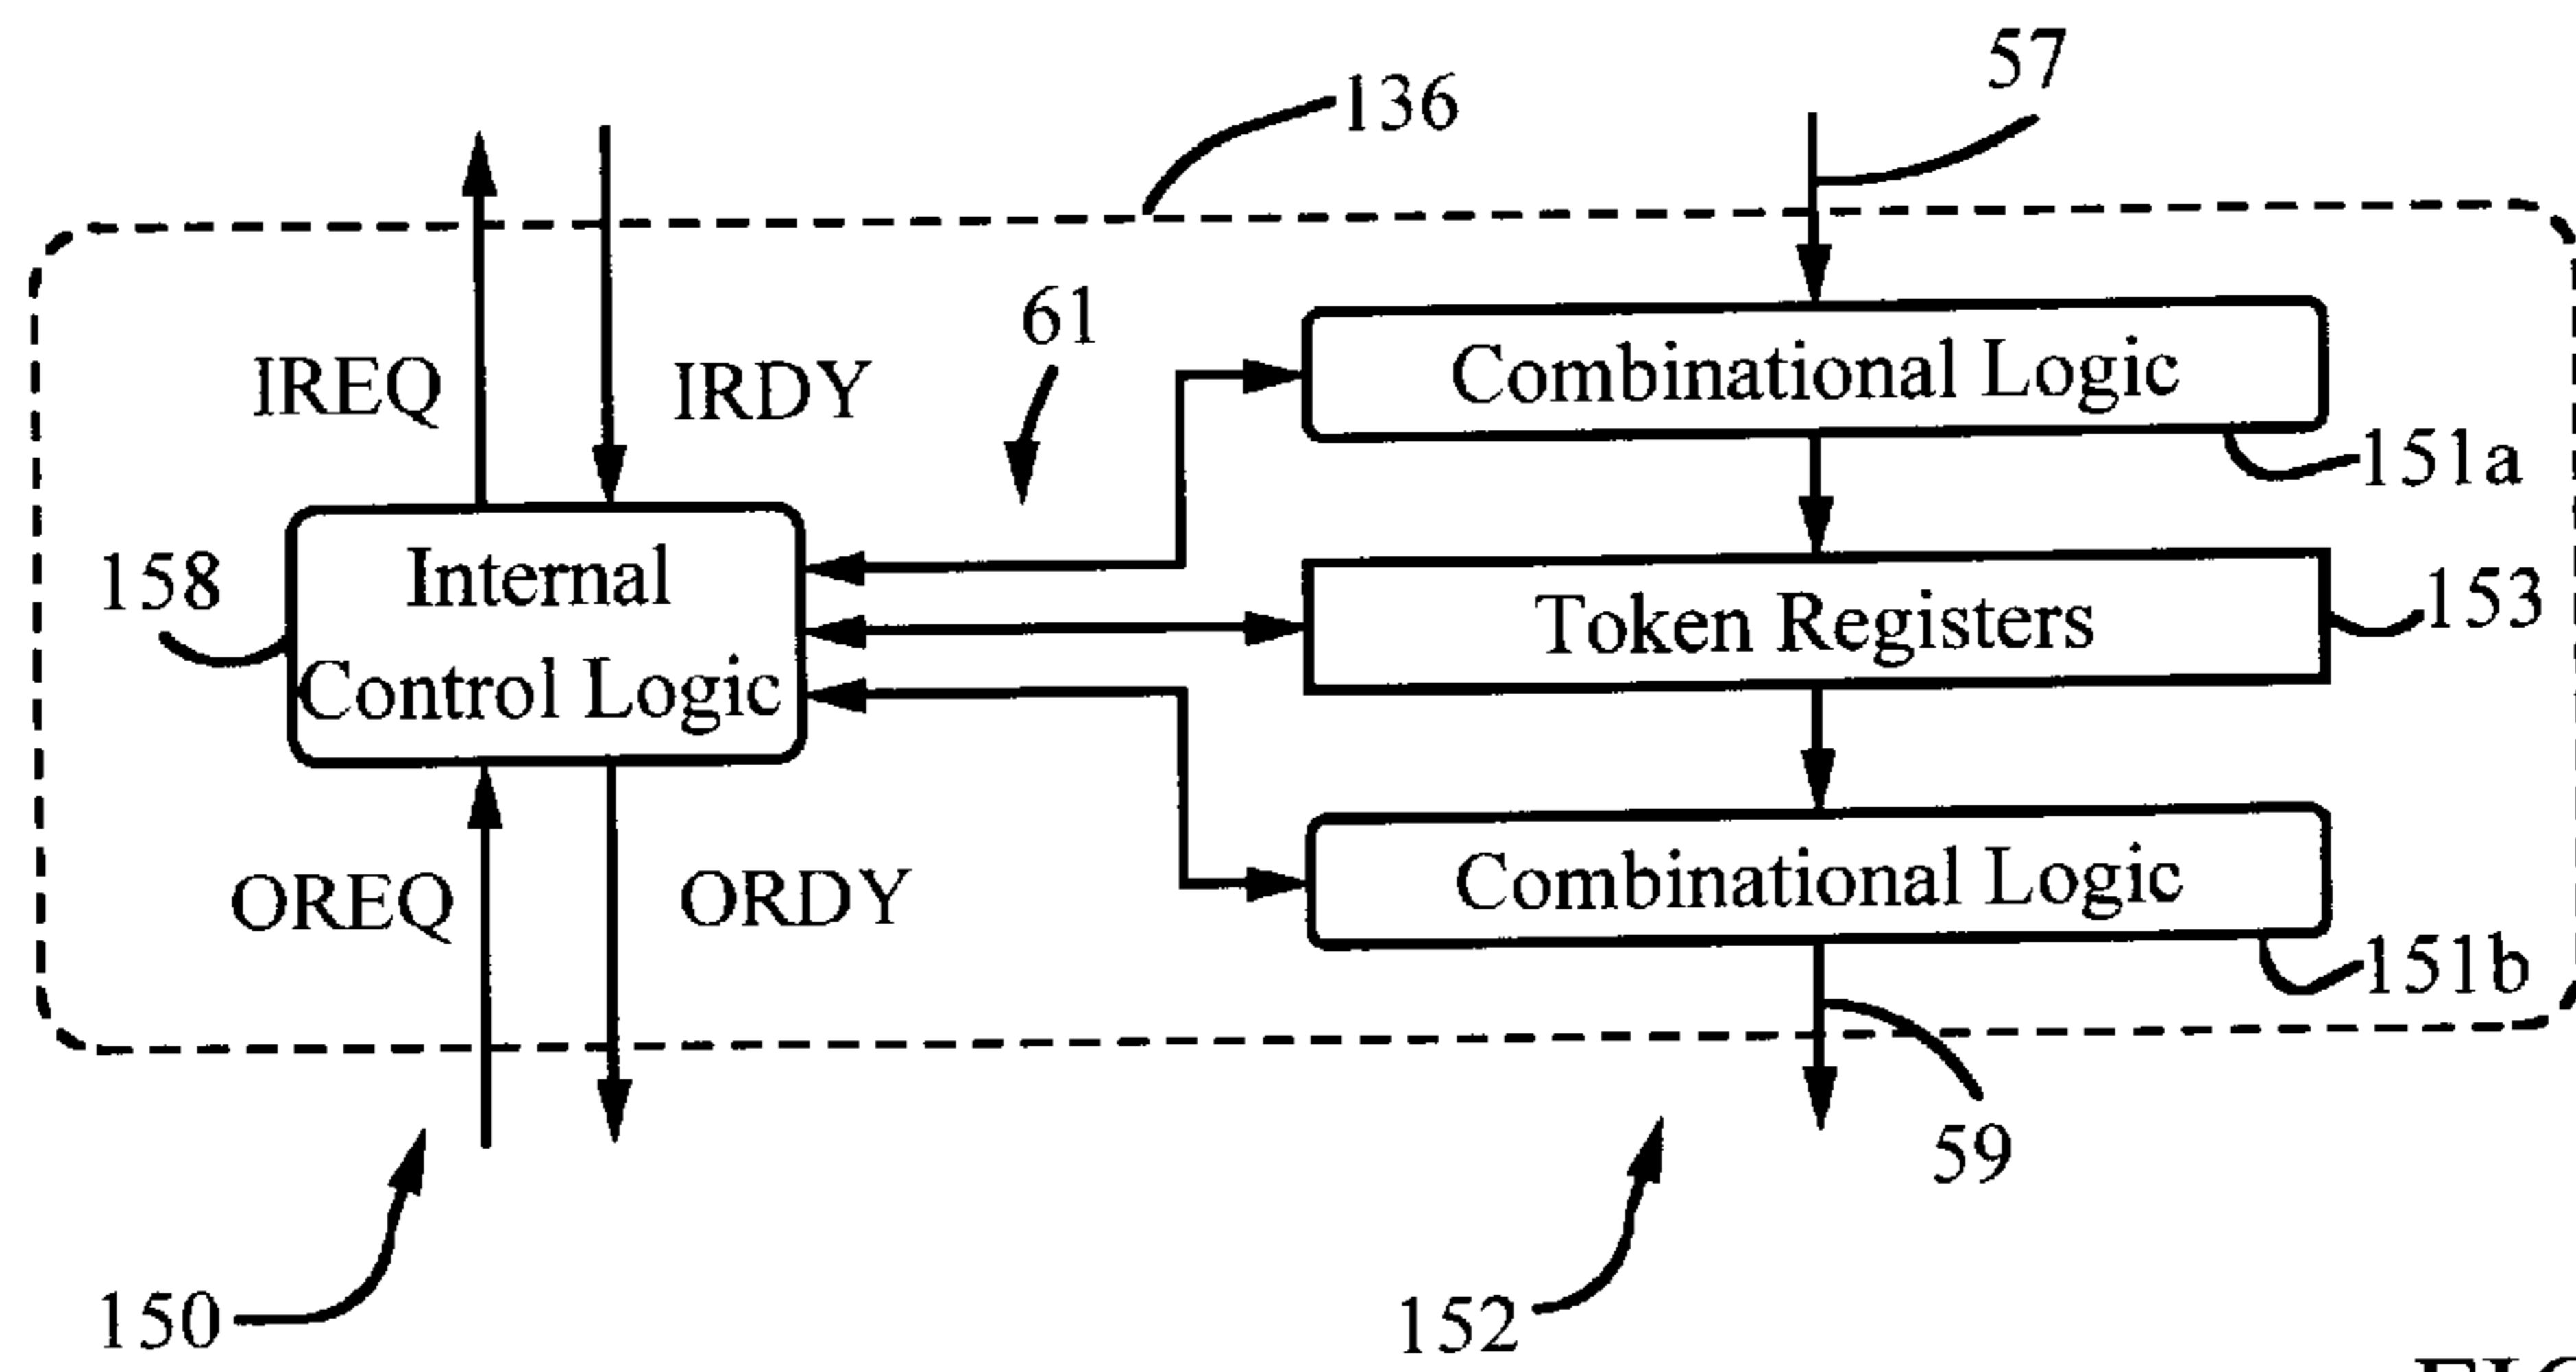 57
136
61
IREQ
IRDY
Combinational Logic
151a
158
Internal
Control Logic
Token Registers
153
OREQ
ORDY
Combinational Logic
151b
59
150
152